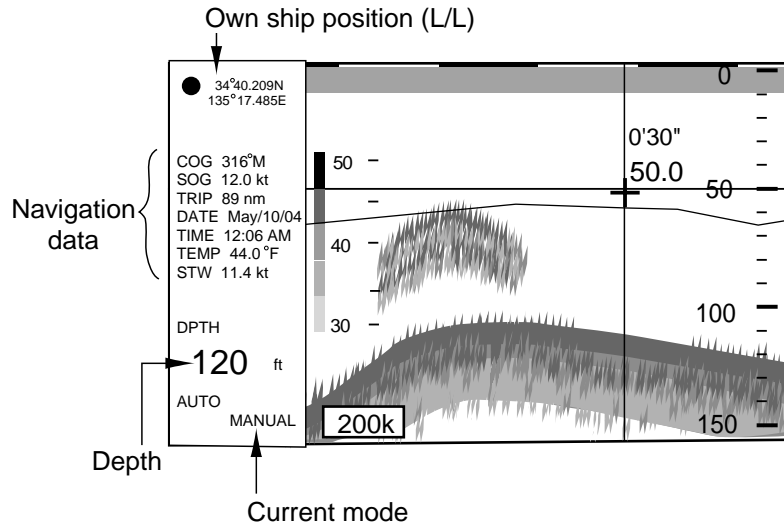 Own ship position (L/L)
34°40.209N
135°17.485E
Navigation
data
COG 316°M
SOG 12.0 kt
TRIP 89 nm
DATE May/10/04
TIME 12:06 AM
TEMP 44.0°F
STW 11.4 kt
DPTH
120 ft
AUTO
MANUAL
Depth
Current mode
50
40
30
200k
0'30"
50.0
0
50
100
150